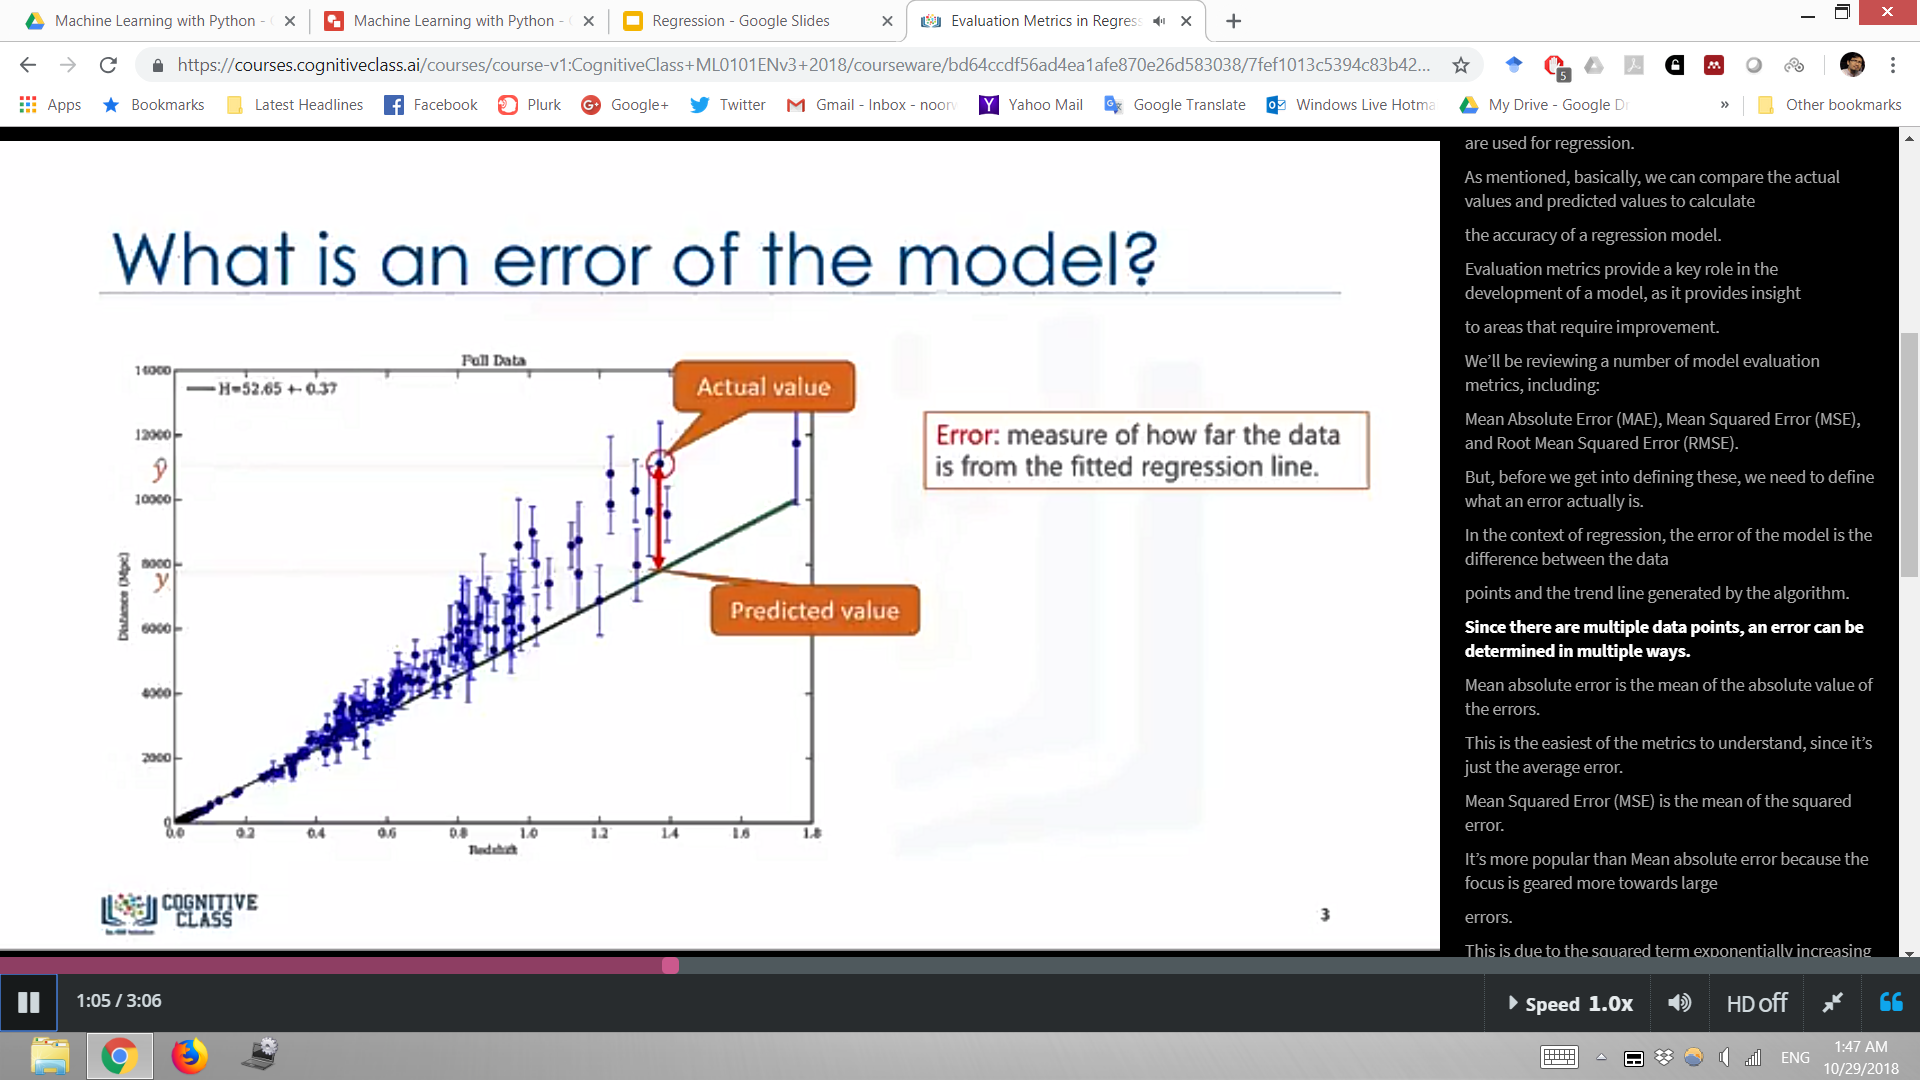 Machine Learning with Python -
Machine Learning with Python -
Regression - Google Slides
Evaluation Metrics in Regres
https://courses.cognitiveclass.ai/courses/course-v1:CognitiveClass+ML0101ENv3+2018/courseware/bd64ccdf56ad4ea1afe870e26d583038/7fef1013c5394c83b42...
5
Apps
Bookmarks
Latest Headlines
Facebook
Plurk
Google+
Twitter
Gmail - Inbox - noorv
Yahoo Mail
Google Translate
Windows Live Hotma
My Drive - Google Dr
»
Other bookmarks
What is an error of the model?
Full Data
H=52.65 +- 0.37
14000
12000
10000
8000
6000
4000
2000
0
ŷ
y
Distance (Mpc)
0.0 0.2 0.4 0.6 0.8 1.0 1.2 1.4 1.6 1.8
Redshift
Actual value
Predicted value
Error: measure of how far the data
is from the fitted regression line.
COGNITIVE
CLASS
3
are used for regression.
As mentioned, basically, we can compare the actual
values and predicted values to calculate
the accuracy of a regression model.
Evaluation metrics provide a key role in the
development of a model, as it provides insight
to areas that require improvement.
We’ll be reviewing a number of model evaluation
metrics, including:
Mean Absolute Error (MAE), Mean Squared Error (MSE),
and Root Mean Squared Error (RMSE).
But, before we get into defining these, we need to define
what an error actually is.
In the context of regression, the error of the model is the
difference between the data
points and the trend line generated by the algorithm.
Since there are multiple data points, an error can be
determined in multiple ways.
Mean absolute error is the mean of the absolute value of
the errors.
This is the easiest of the metrics to understand, since it’s
just the average error.
Mean Squared Error (MSE) is the mean of the squared
error.
It’s more popular than Mean absolute error because the
focus is geared more towards large
errors.
This is due to the squared term exponentially increasing
1:05 / 3:06
Speed 1.0x
HD off
ENG
1:47 AM
10/29/2018